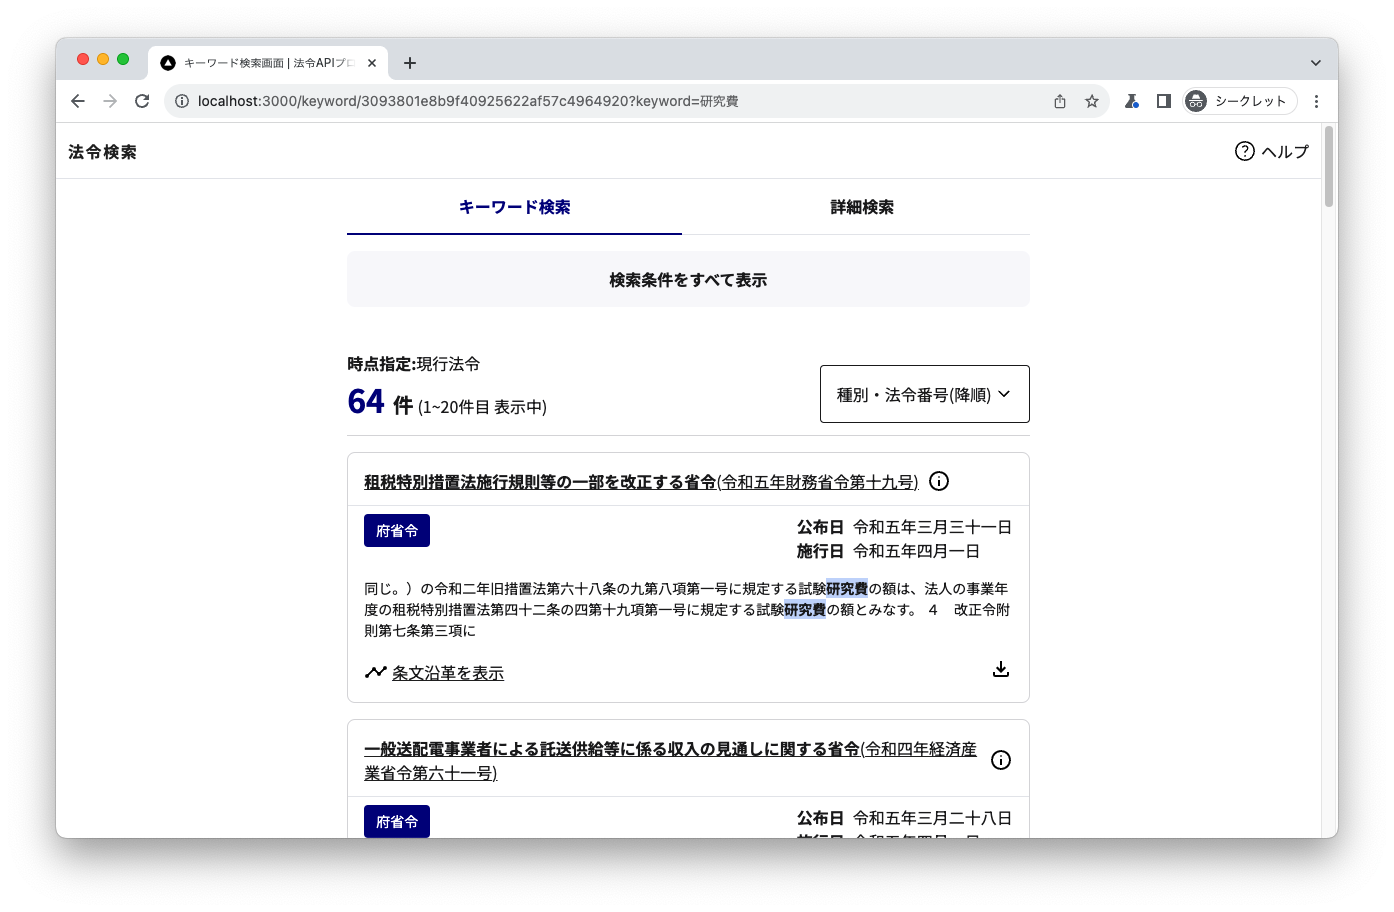 キーワード検索画面 | 法令APIプロ
localhost:3000/keyword/3093801e8b9f40925622af57c4964920?keyword=研究費
シークレット
法令検索
ヘルプ
キーワード検索
詳細検索
検索条件をすべて表示
時点指定:現行法令
64 件 (1~20件目 表示中)
種別・法令番号(降順)
租税特別措置法施行規則等の一部を改正する省令(令和五年財務省令第十九号)
府省令
公布日 令和五年三月三十一日
施行日 令和五年四月一日
同じ。）の令和二年旧措置法第六十八条の九第八項第一号に規定する試験研究費の額は、法人の事業年
度の租税特別措置法第四十二条の四第十九項第一号に規定する試験研究費の額とみなす。 ４　改正令附
則第七条第三項に
条文沿革を表示
一般送配電事業者による託送供給等に係る収入の見通しに関する省令(令和四年経済産
業省令第六十一号)
府省令
公布日 令和五年三月二十八日